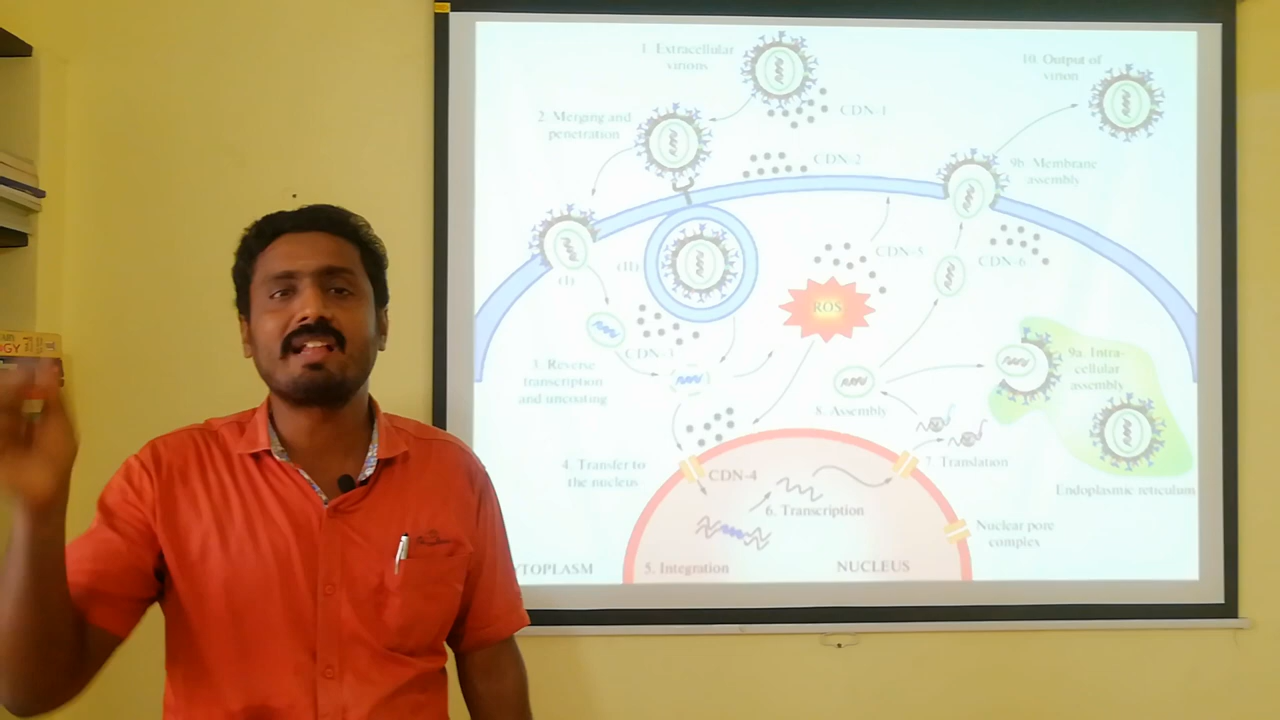 1. Extracellular
virions
10. Output of
virion
CDN-1
2. Merging and
penetration
CDN-2
9b. Membrane
assembly
CDN-5
CDN-6
(I)
(II)
ROS
CDN-3
3. Reverse
transcription
and uncoating
9a. Intra-
cellular
assembly
8. Assembly
4. Transfer to
the nucleus
CDN-4
7. Translation
6. Transcription
Endoplasmic reticulum
Nuclear pore
complex
TOPLASM
5. Integration
NUCLEUS
OGY